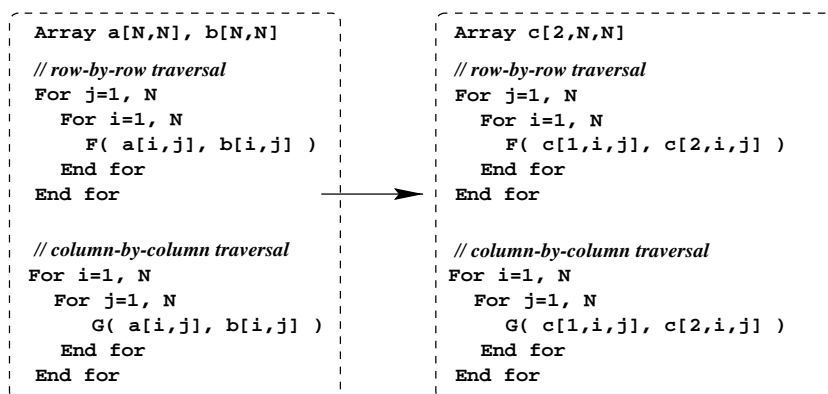 Array a[N,N], b[N,N]
// row-by-row traversal
For j=1, N
For i=1, N
F( a[i,j], b[i,j] )
End for
End for
// column-by-column traversal
For i=1, N
For j=1, N
G( a[i,j], b[i,j] )
End for
End for
Array c[2,N,N]
// row-by-row traversal
For j=1, N
For i=1, N
F( c[1,i,j], c[2,i,j] )
End for
End for
// column-by-column traversal
For i=1, N
For j=1, N
G( c[1,i,j], c[2,i,j] )
End for
End for